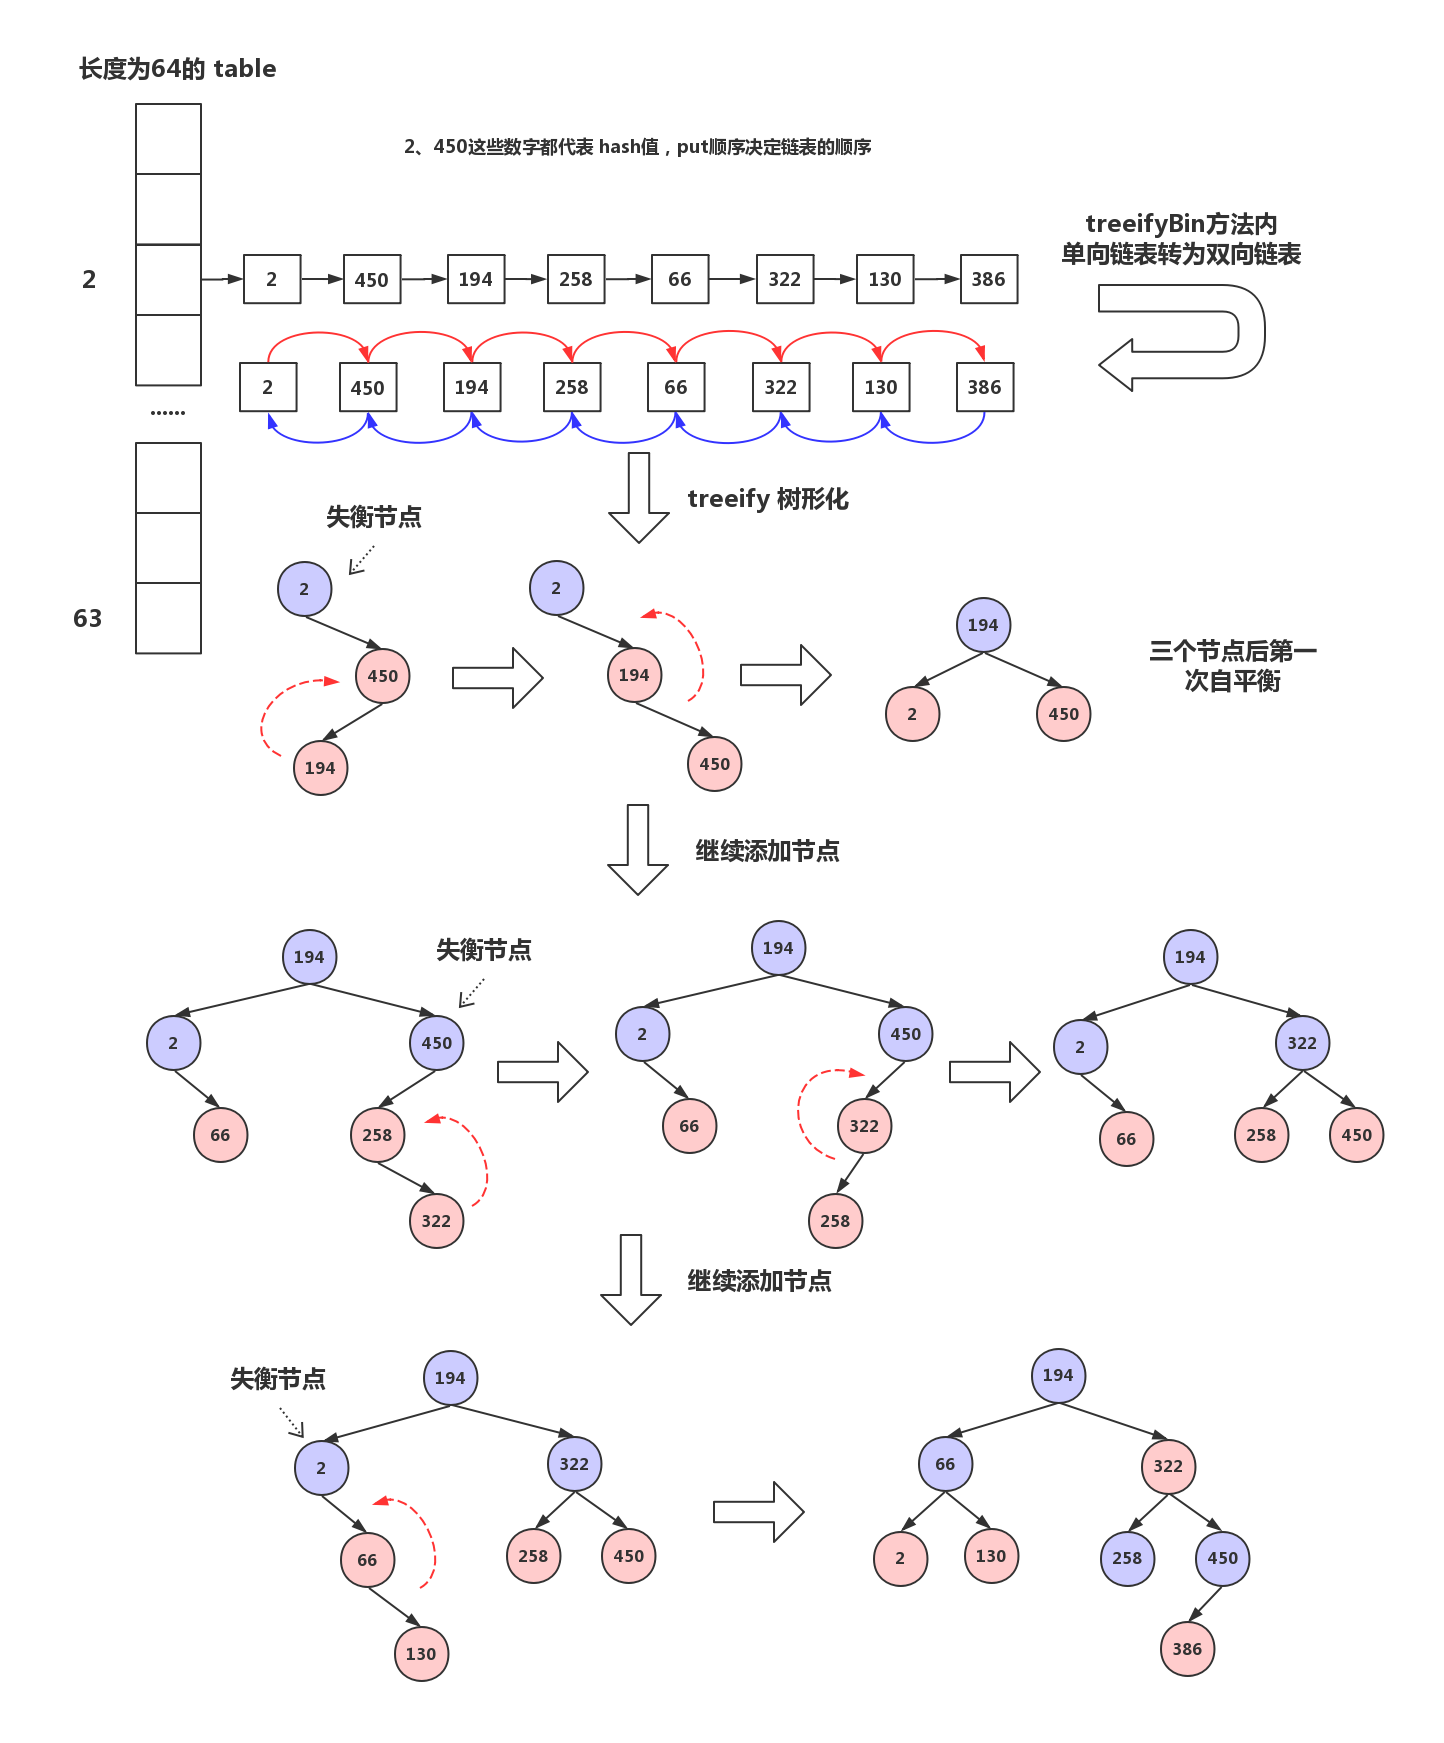 长度为64的 table
2、450这些数字都代表 hash值，put顺序决定链表的顺序
treeifyBin方法内
单向链表转为双向链表
2
2 450 194 258 66 322 130 386
2 450 194 258 66 322 130 386
......
treeify 树形化
失衡节点
63
2
450
194
2
194
450
194
2 450
三个节点后第一
次自平衡
继续添加节点
失衡节点
194
2 450
66 258
322
194
2 450
66 322
258
194
2 322
66 258 450
继续添加节点
失衡节点
194
2 322
66 258 450
130
194
66 322
2 130 258 450
386